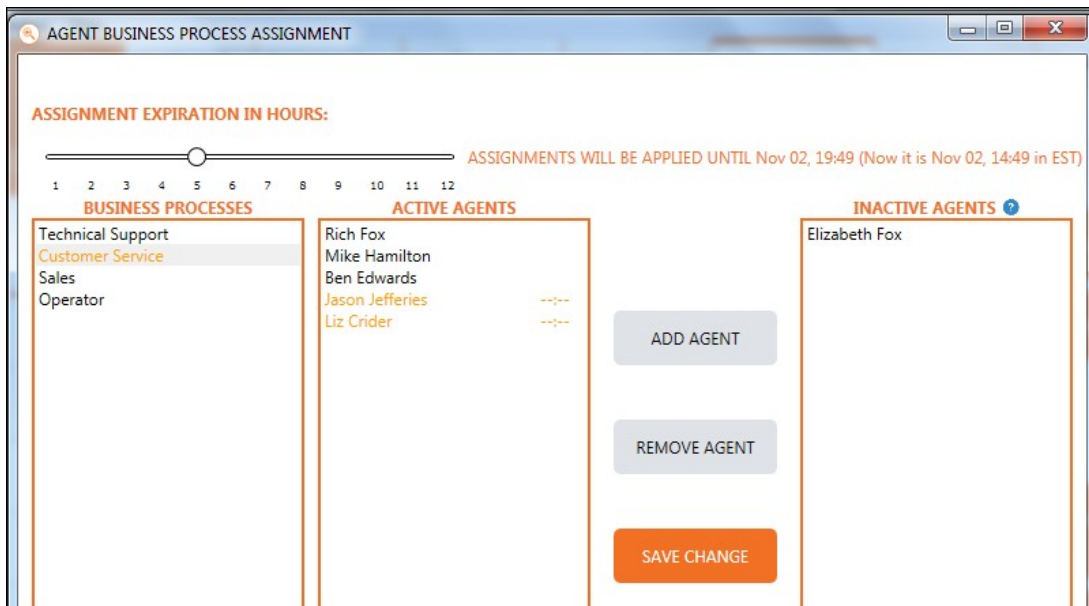 AGENT BUSINESS PROCESS ASSIGNMENT
ASSIGNMENT EXPIRATION IN HOURS:
ASSIGNMENTS WILL BE APPLIED UNTIL Nov 02, 19:49 (Now it is Nov 02, 14:49 in EST)
1 2 3 4 5 6 7 8 9 10 11 12
BUSINESS PROCESSES
Technical Support
Customer Service
Sales
Operator
ACTIVE AGENTS
Rich Fox
Mike Hamilton
Ben Edwards
Jason Jefferies --:--
Liz Crider --:--
ADD AGENT
REMOVE AGENT
SAVE CHANGE
INACTIVE AGENTS ?
Elizabeth Fox